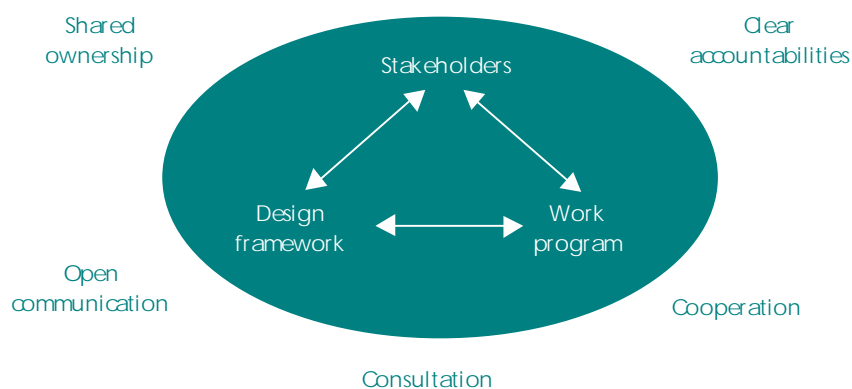 Shared
ownership
Clear
accountabilities
Stakeholders
Design
framework
Work
program
Open
communication
Cooperation
Consultation